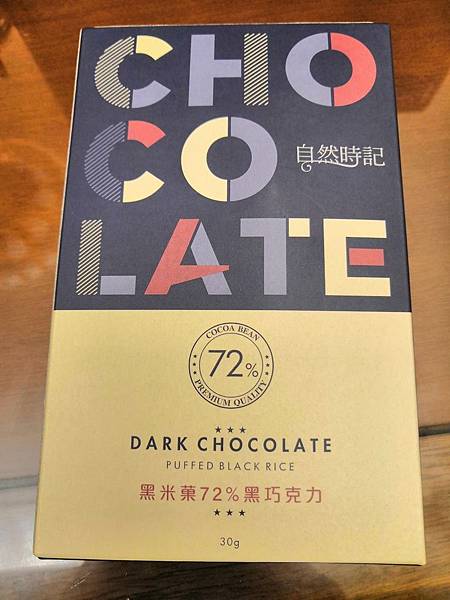 CHO
CO
自然時記
LATE
COCOA BEAN
72%
PREMIUM QUALITY
DARK CHOCOLATE
PUFFED BLACK RICE
黑米菓72%黑巧克力
30g